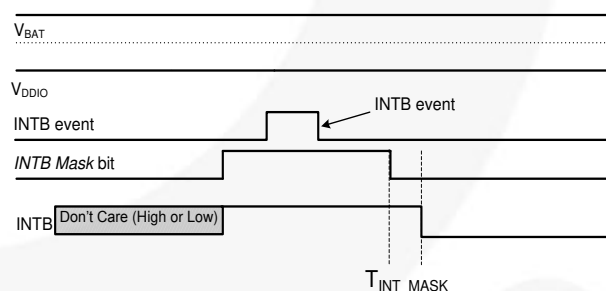 VBAT
VDDIO
INTB event
INTB event
INTB Mask bit
INTB Don't Care (High or Low)
TINT_MASK